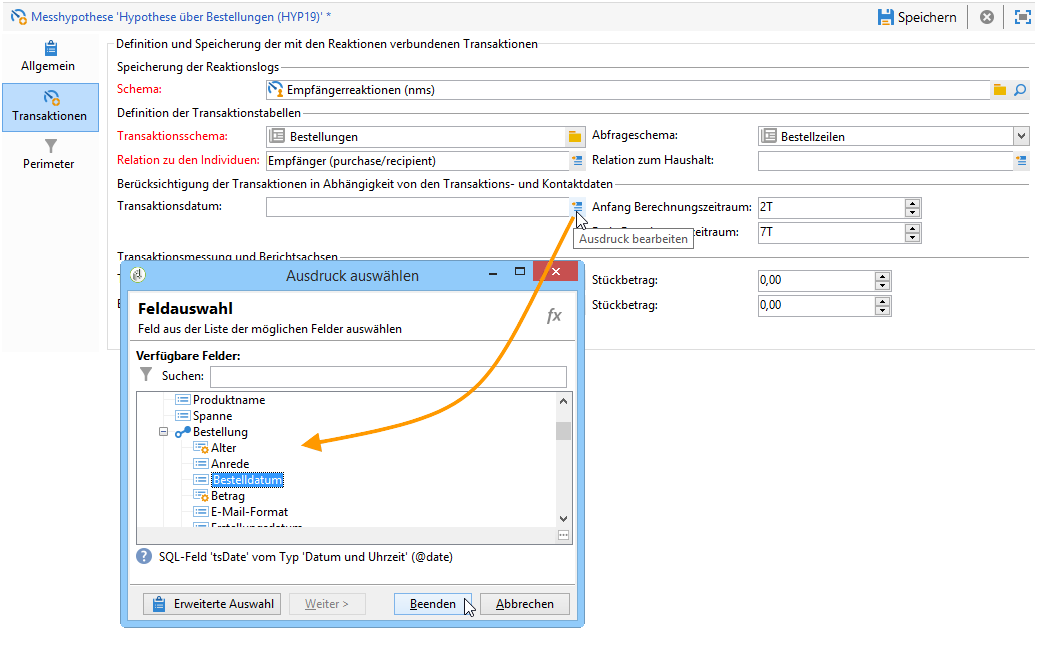 Messhypothese 'Hypothese über Bestellungen (HYP19)' *
Speichern
Allgemein
Transaktionen
Perimeter
Definition und Speicherung der mit den Reaktionen verbundenen Transaktionen
Speicherung der Reaktionslogs
Schema: Empfängerreaktionen (nms)
Definition der Transaktionstabellen
Transaktionsschema: Bestellungen Abfrageschema: Bestellzeilen
Relation zu den Individuen: Empfänger (purchase/recipient) Relation zum Haushalt:
Berücksichtigung der Transaktionen in Abhängigkeit von den Transaktions- und Kontaktdaten
Transaktionsdatum: Anfang Berechnungszeitraum: 2T
eitraum: 7T
Ausdruck bearbeiten
Transaktionsmessung und Berichtsachsen
Stückbetrag: 0,00
Stückbetrag: 0,00
Ausdruck auswählen
Feldauswahl
Feld aus der Liste der möglichen Felder auswählen
fx
Verfügbare Felder:
Suchen:
Produktname
Spanne
Bestellung
Alter
Anrede
Bestelldatum
Betrag
E-Mail-Format
Erstellungsdatum
SQL-Feld 'tsDate' vom Typ 'Datum und Uhrzeit' (@date)
Erweiterte Auswahl Weiter > Beenden Abbrechen